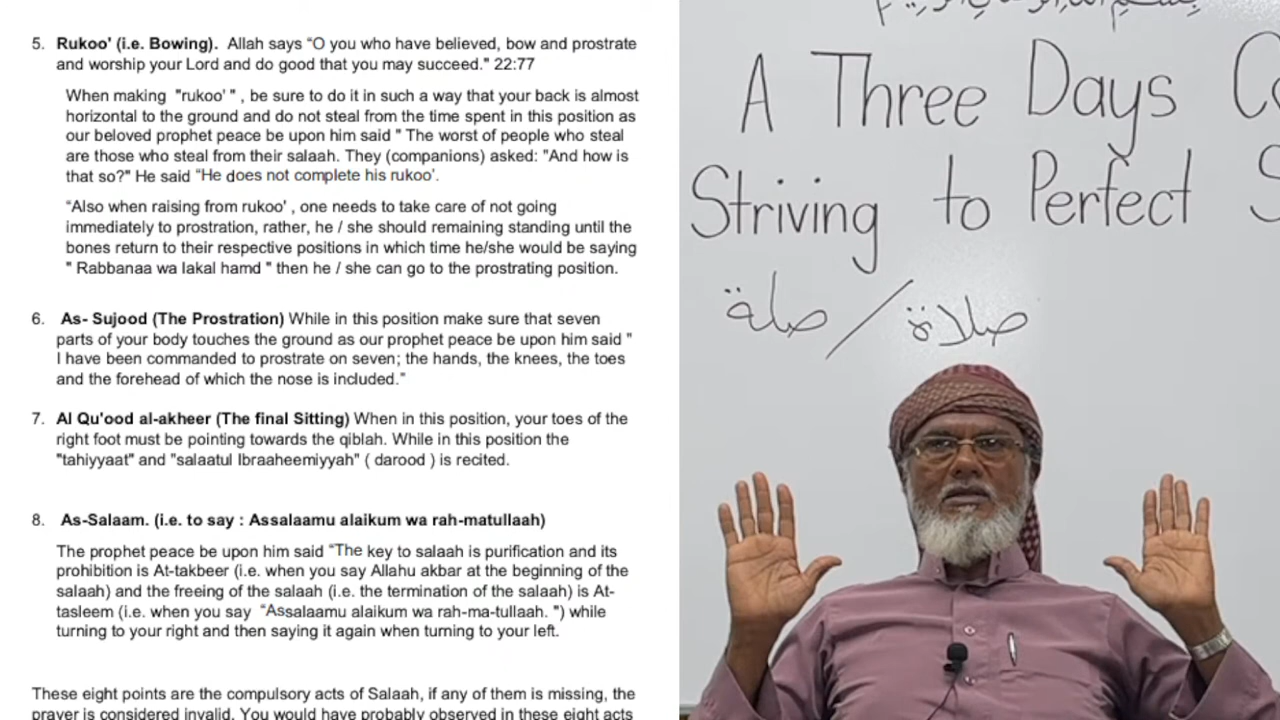 5. Rukoo' (i.e. Bowing). Allah says “O you who have believed, bow and prostrate
and worship your Lord and do good that you may succeed." 22:77
When making "rukoo' " , be sure to do it in such a way that your back is almost
horizontal to the ground and do not steal from the time spent in this position as
our beloved prophet peace be upon him said " The worst of people who steal
are those who steal from their salaah. They (companions) asked: "And how is
that so?" He said “He does not complete his rukoo’.
“Also when raising from rukoo' , one needs to take care of not going
immediately to prostration, rather, he / she should remaining standing until the
bones return to their respective positions in which time he/she would be saying
" Rabbanaa wa lakal hamd " then he / she can go to the prostrating position.
6. As- Sujood (The Prostration) While in this position make sure that seven
parts of your body touches the ground as our prophet peace be upon him said "
I have been commanded to prostrate on seven; the hands, the knees, the toes
and the forehead of which the nose is included.”
7. Al Qu'ood al-akheer (The final Sitting) When in this position, your toes of the
right foot must be pointing towards the qiblah. While in this position the
"tahiyyaat" and "salaatul Ibraaheemiyyah" ( darood ) is recited.
8. As-Salaam. (i.e. to say : Assalaamu alaikum wa rah-matullaah)
The prophet peace be upon him said “The key to salaah is purification and its
prohibition is At-takbeer (i.e. when you say Allahu akbar at the beginning of the
salaah) and the freeing of the salaah (i.e. the termination of the salaah) is At-
tasleem (i.e. when you say “Assalaamu alaikum wa rah-ma-tullaah. ") while
turning to your right and then saying it again when turning to your left.
These eight points are the compulsory acts of Salaah, if any of them is missing, the
prayer is considered invalid. You would have probably observed in these eight acts
A Three Days
Striving to Perfect
صلاة / صلة